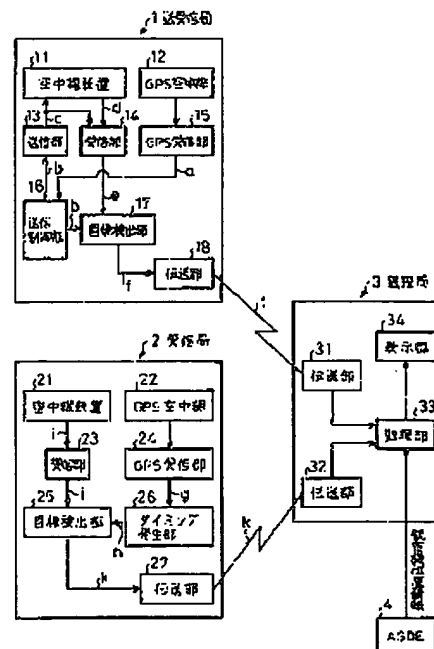 1 送受信局
11
空中線装置
12
GPS空中線
c
d
13
送信部
14
受信部
15
GPS受信部
b
e
a
16
送信制御部
b
17
目標検出部
f
18
伝送部
f
2 受信局
21
空中線装置
22
GPS空中線
i
23
受信部
24
GPS受信部
j
g
25
目標検出部
h
26
タイミング発生部
k
27
伝送部
k
3 処理局
31
伝送部
34
表示部
33
処理部
32
伝送部
4
ASDE